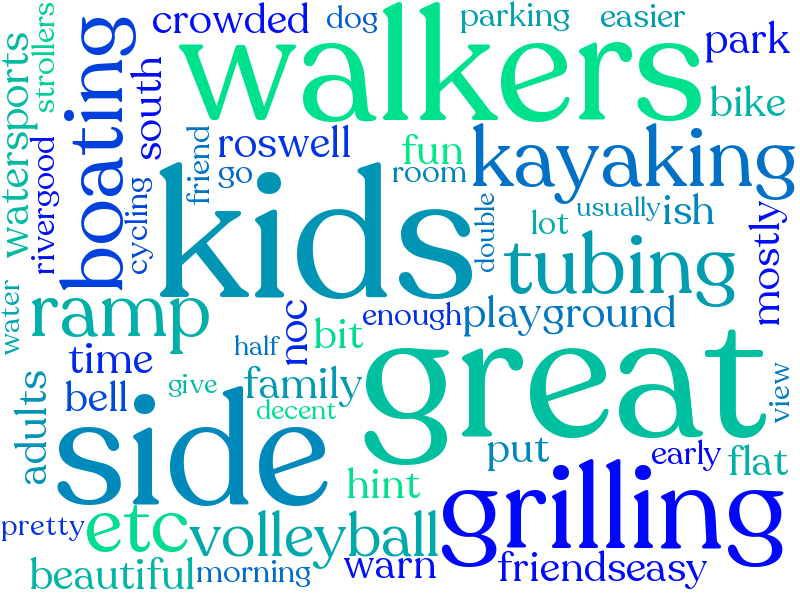 crowded dog parking easier
strollers
watersports
boating
south
walkers
park
bike
rivergood
friend
cycling
roswell
go
fun
room
kayaking
kids
double
lot
usually ish
mostly
tubing
water
ramp
noc
bit
enough playground
time
half
great
view
adults
bell
give
family
decent
side
put
early flat
hint
grilling
pretty
etc
volleyball
beautiful morning
warn
friends easy